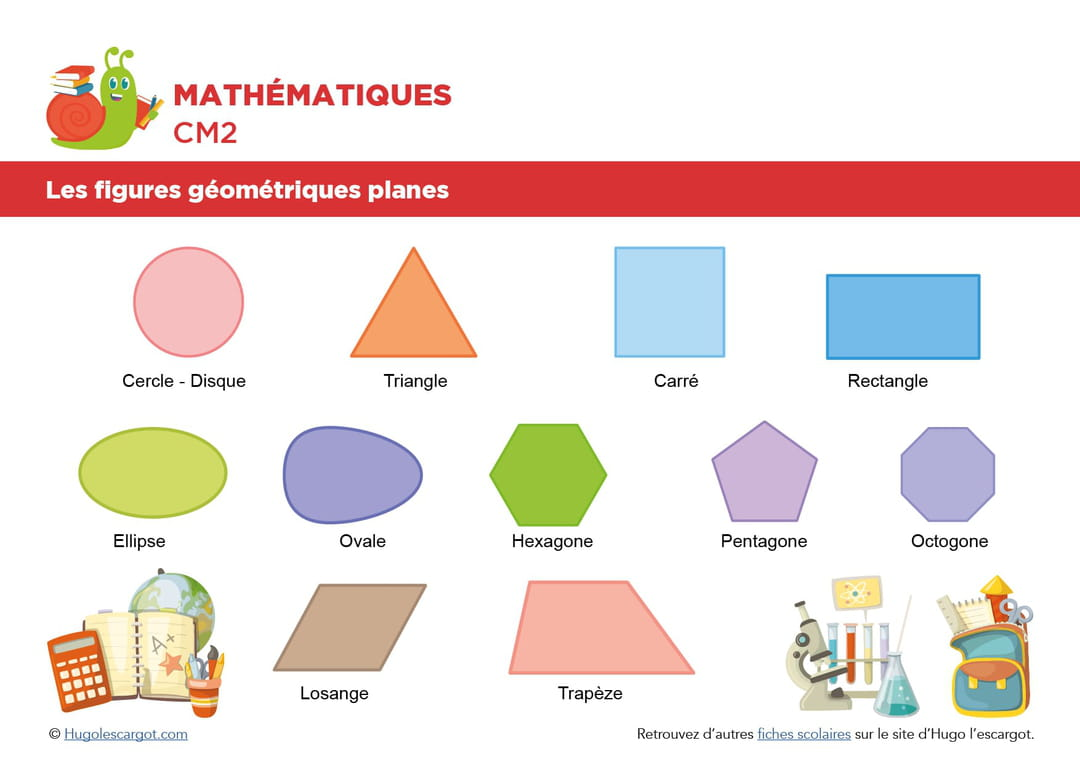 MATHÉMATIQUES
CM2
Les figures géométriques planes
Cercle - Disque
Triangle
Carré
Rectangle
Ellipse
Ovale
Hexagone
Pentagone
Octogone
A+
Losange
Trapèze
© Hugolescargot.com
Retrouvez d’autres fiches scolaires sur le site d’Hugo l’escargot.